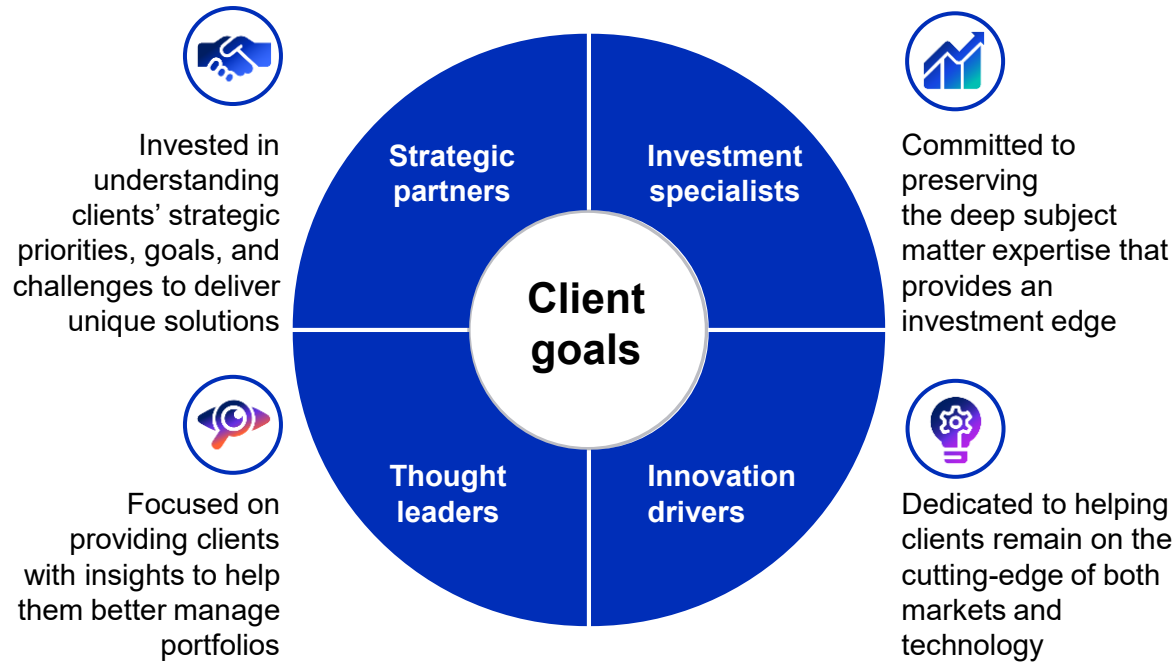 Invested in
understanding
clients’ strategic
priorities, goals, and
challenges to deliver
unique solutions
Strategic
partners
Investment
specialists
Committed to
preserving
the deep subject
matter expertise that
provides an
investment edge
Client
goals
Focused on
providing clients
with insights to help
them better manage
portfolios
Thought
leaders
Innovation
drivers
Dedicated to helping
clients remain on the
cutting-edge of both
markets and
technology